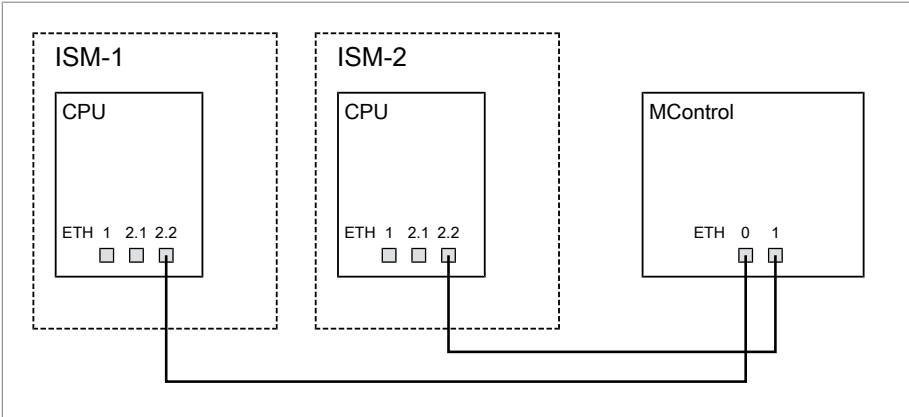 ISM-1
CPU
ETH 1 2.1 2.2
ISM-2
CPU
ETH 1 2.1 2.2
MControl
ETH 0 1